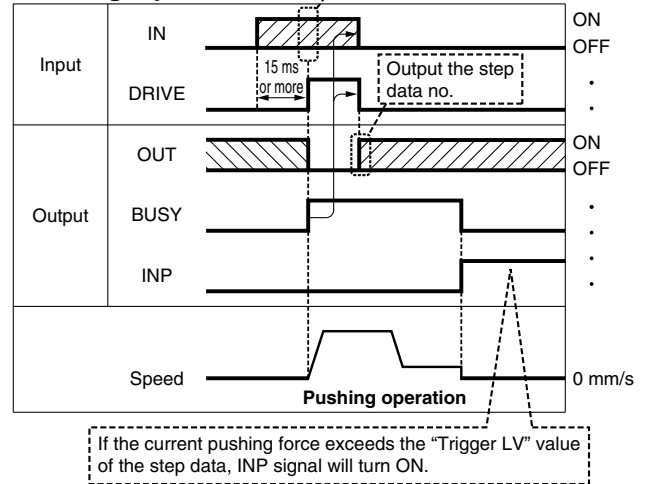 IN
ON
OFF
Input
15 ms
or more
Output the step
data no.
DRIVE
OUT
ON
OFF
Output
BUSY
INP
Speed
0 mm/s
Pushing operation
If the current pushing force exceeds the “Trigger LV” value
of the step data, INP signal will turn ON.